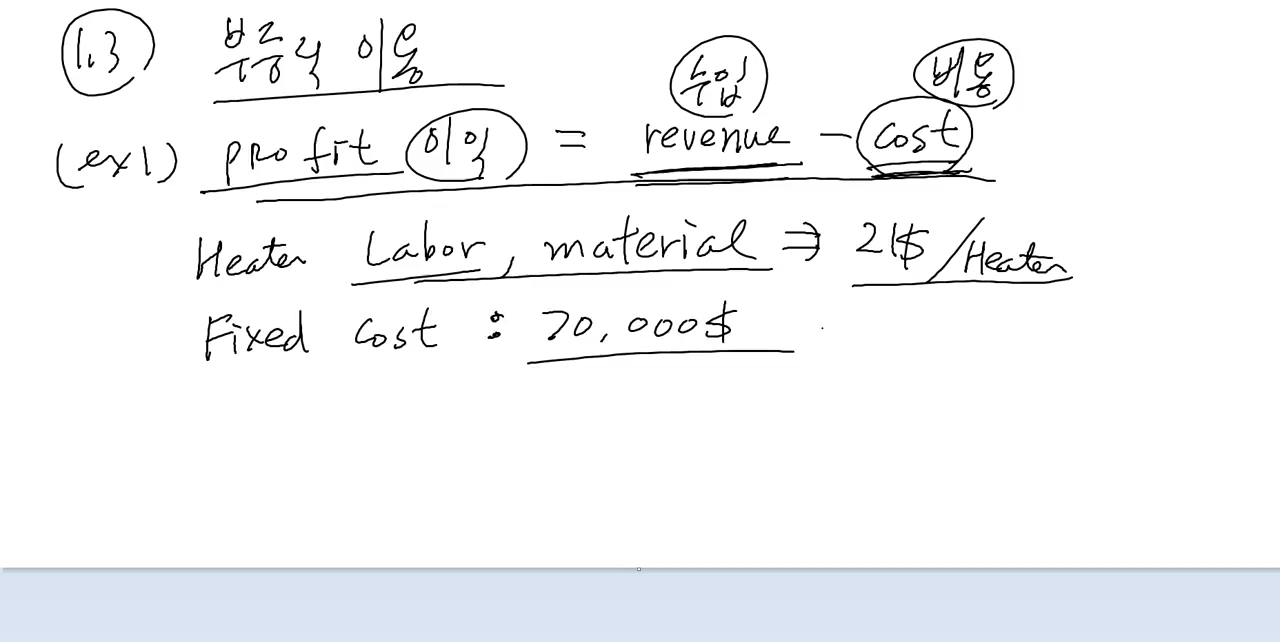 1.3 부등식 이용
수입 비용
(ex1) profit 이익 = revenue - cost
Heater Labor, material ⇒ 21$ /Heater
Fixed cost : 70,000$